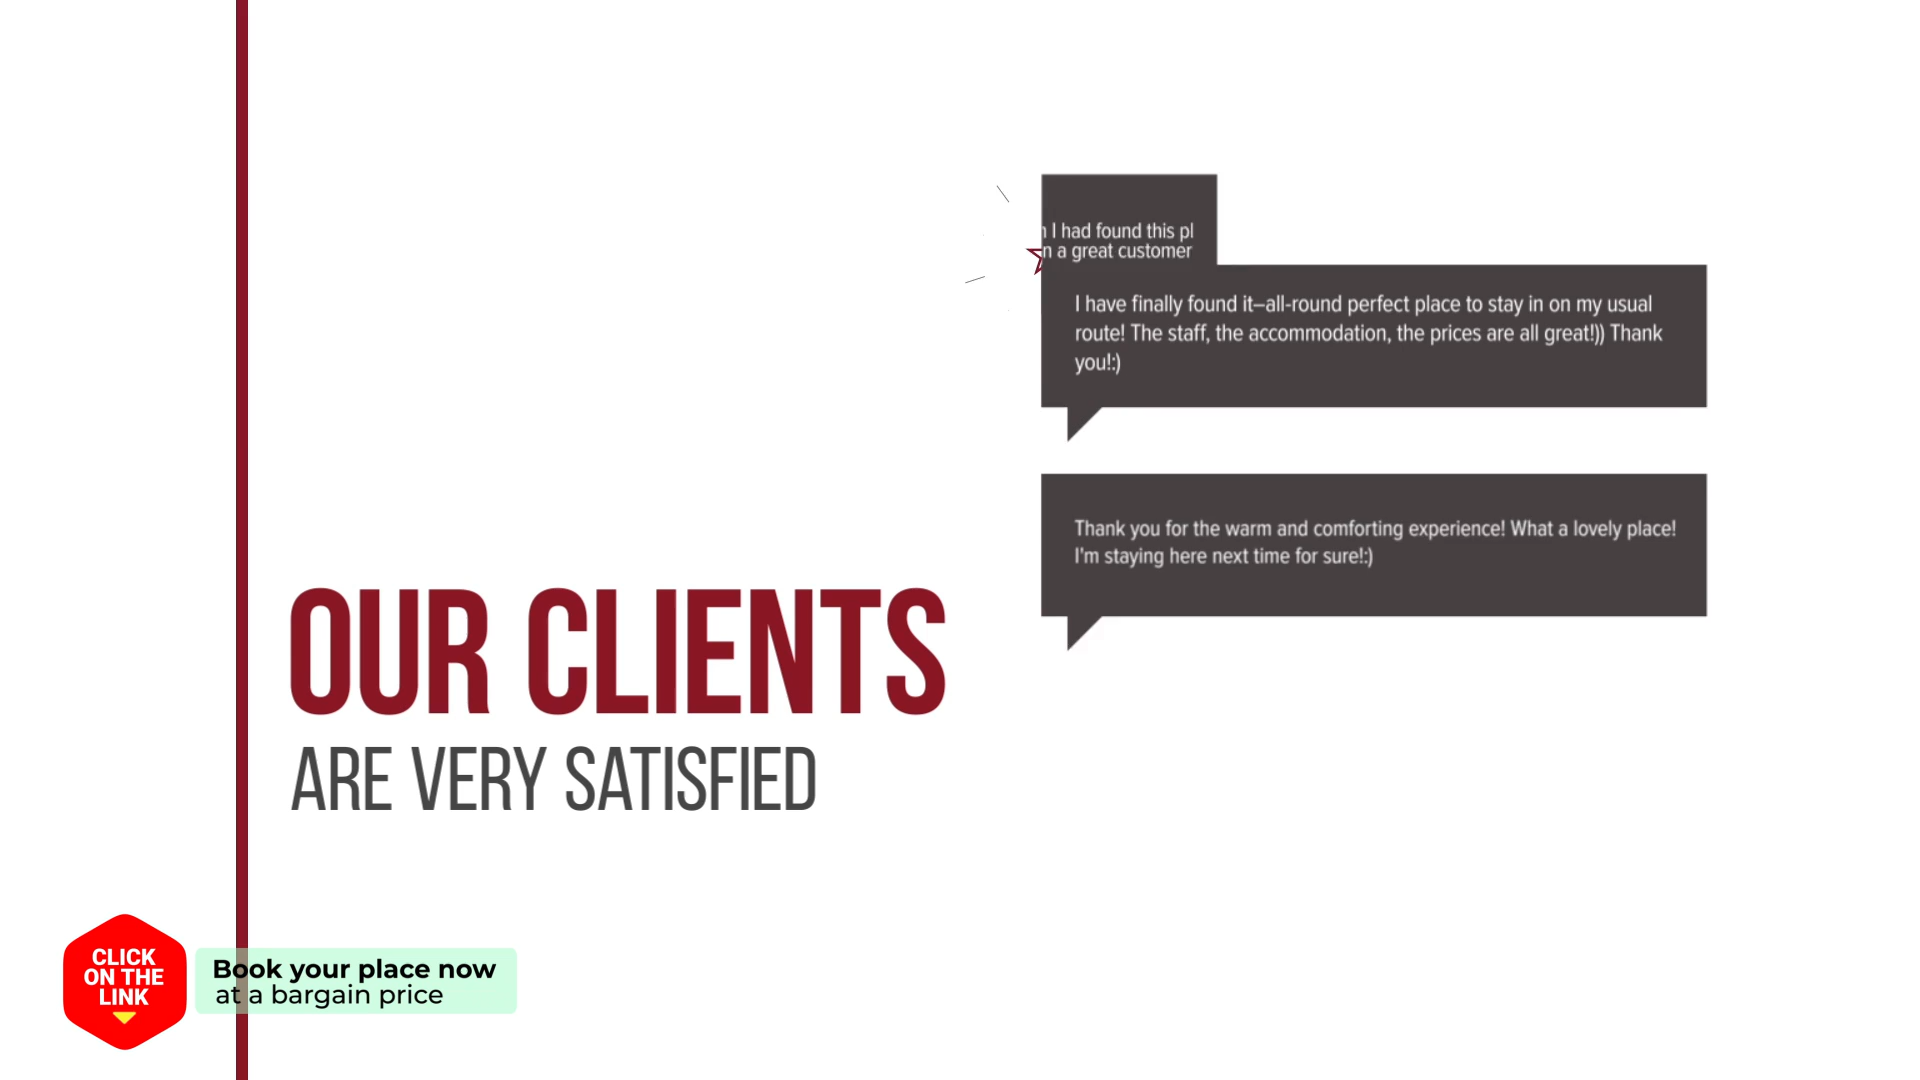 I had found this
a great customer
I have finally found it–all-round perfect place to stay in on my usual
route! The staff, the accommodation, the prices are all great!)) Thank
you!:)
Thank you for the warm and comforting experience! What a lovely place!
I'm staying here next time for sure!:)
OUR CLIENTS
ARE VERY SATISFIED
CLICK
ON THE
LINK
Book your place now
at a bargain price